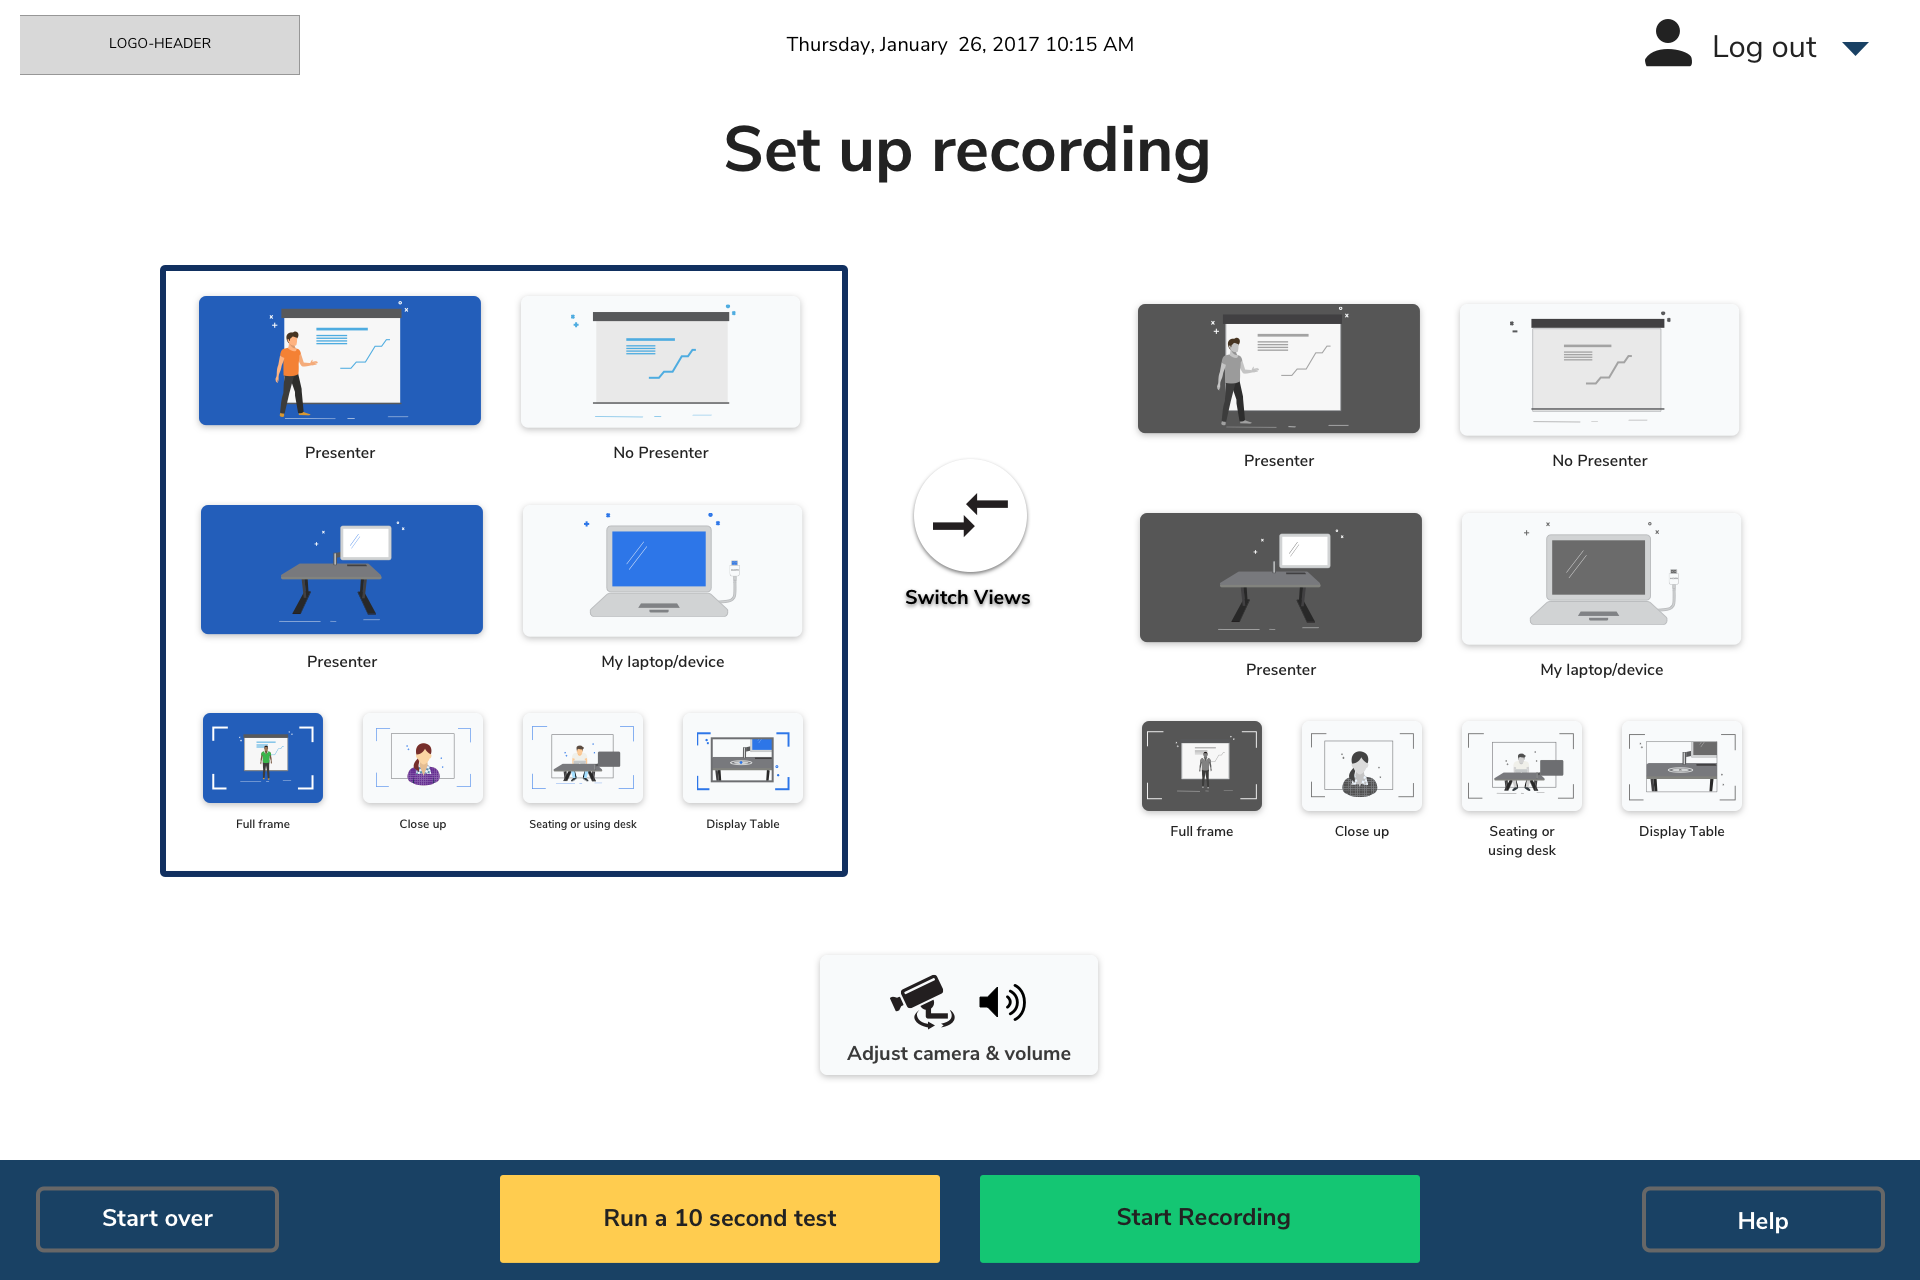 LOGO-HEADER
Thursday, January 26, 2017 10:15 AM
Log out
Set up recording
Presenter
No Presenter
Presenter
My laptop/device
Full frame
Close up
Seating or using desk
Display Table
Switch Views
Presenter
No Presenter
Presenter
My laptop/device
Full frame
Close up
Seating or
using desk
Display Table
Adjust camera & volume
Start over
Run a 10 second test
Start Recording
Help